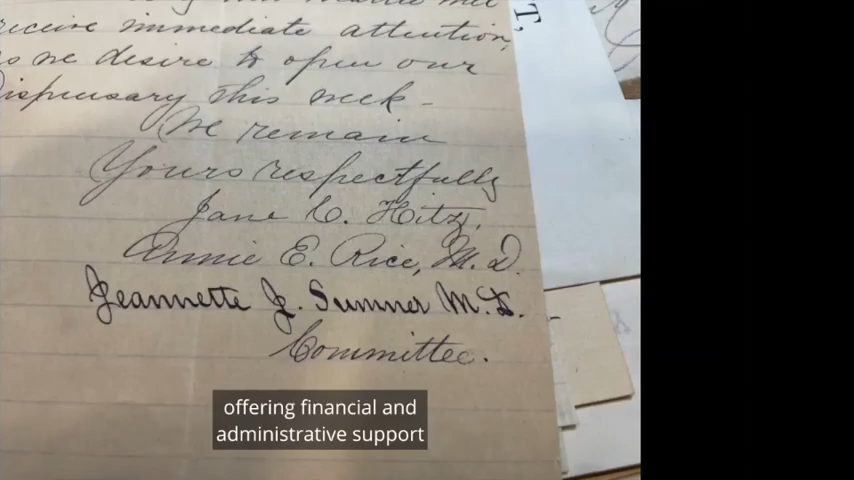 receive immediate attention,
as we desire to open our
Dispensary this week -
We remain
Yours respectfully
Jane C. Hitz,
Annie E. Rice, M.D.
Jeannette J. Sumner M.D.
Committee.
T,
offering financial and
administrative support